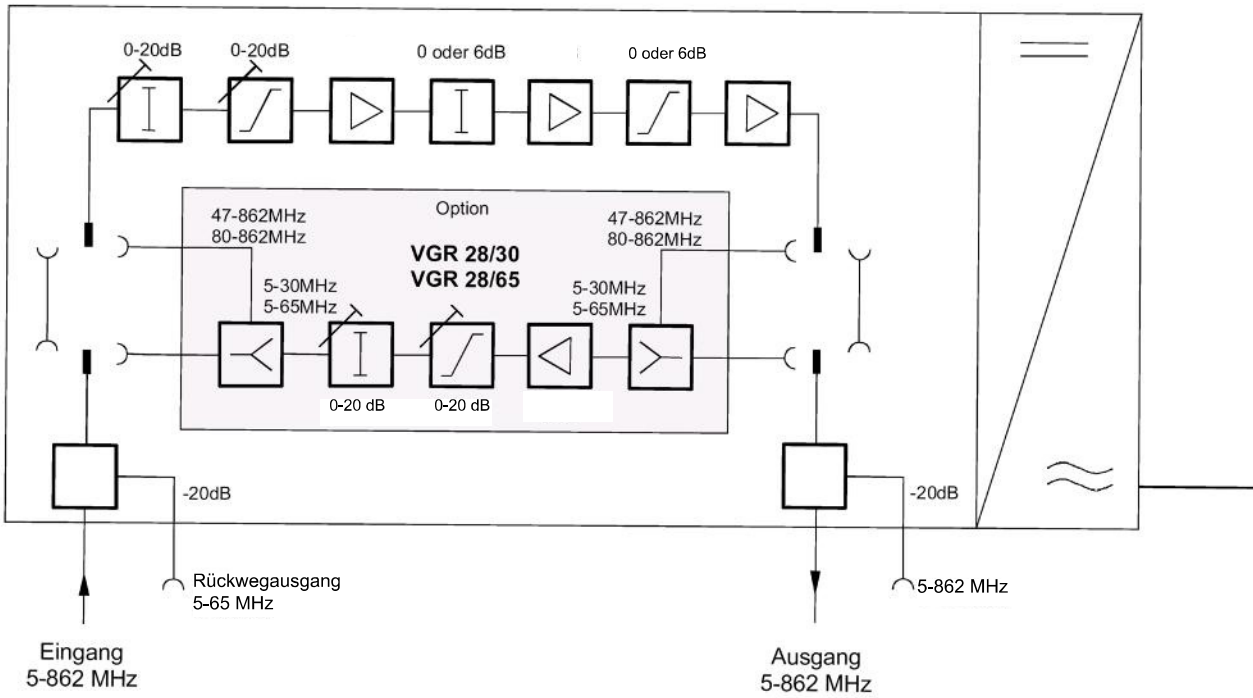 0-20dB
0-20dB
0 oder 6dB
0 oder 6dB
Option
47-862MHz
80-862MHz
47-862MHz
80-862MHz
VGR 28/30
VGR 28/65
5-30MHz
5-65MHz
5-30MHz
5-65MHz
0-20 dB
0-20 dB
-20dB
-20dB
Rückwegausgang
5-65 MHz
5-862 MHz
Eingang
5-862 MHz
Ausgang
5-862 MHz